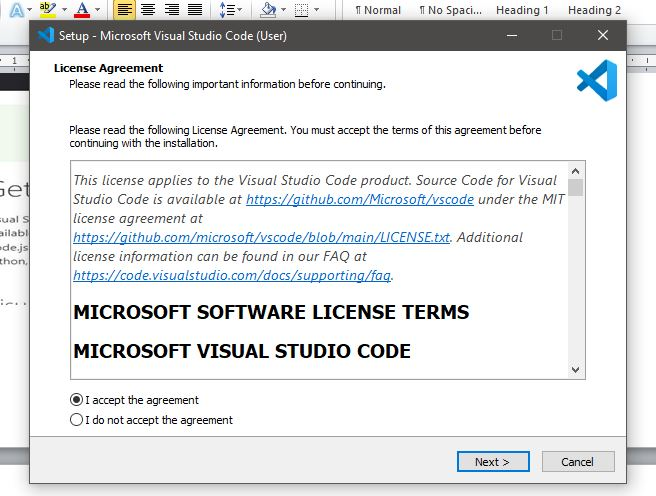 ¶ Normal ¶ No Spaci... Heading 1 Heading 2
Setup - Microsoft Visual Studio Code (User)
License Agreement
Please read the following important information before continuing.
Please read the following License Agreement. You must accept the terms of this agreement before
continuing with the installation.
This license applies to the Visual Studio Code product. Source Code for Visual
Studio Code is available at https://github.com/Microsoft/vscode under the MIT
license agreement at
https://github.com/microsoft/vscode/blob/main/LICENSE.txt. Additional
license information can be found in our FAQ at
https://code.visualstudio.com/docs/supporting/faq.
MICROSOFT SOFTWARE LICENSE TERMS
MICROSOFT VISUAL STUDIO CODE
I accept the agreement
I do not accept the agreement
Next >
Cancel